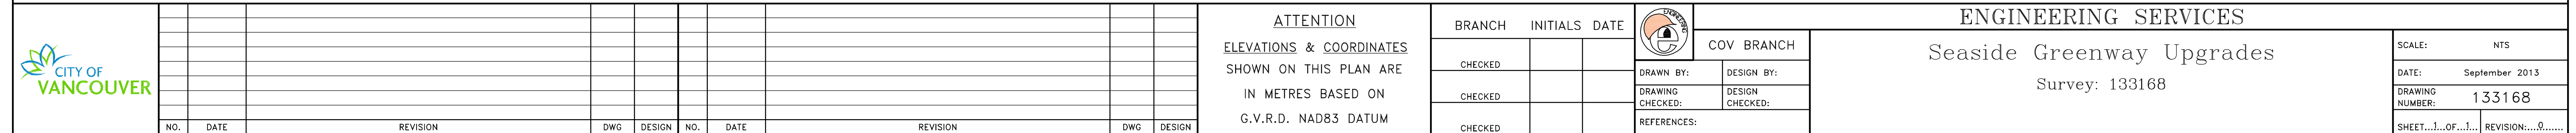 CITY OF
VANCOUVER
NO. DATE REVISION DWG DESIGN NO. DATE REVISION DWG DESIGN
ATTENTION
ELEVATIONS & COORDINATES
SHOWN ON THIS PLAN ARE
IN METRES BASED ON
G.V.R.D. NAD83 DATUM
BRANCH INITIALS DATE
CHECKED
CHECKED
CHECKED
ENGINEERING
COV BRANCH
DRAWN BY: DESIGN BY:
DRAWING CHECKED: DESIGN CHECKED:
REFERENCES:
ENGINEERING SERVICES
Seaside Greenway Upgrades
Survey: 133168
SCALE: NTS
DATE: September 2013
DRAWING NUMBER: 133168
SHEET...1...OF...1... REVISION:...0......